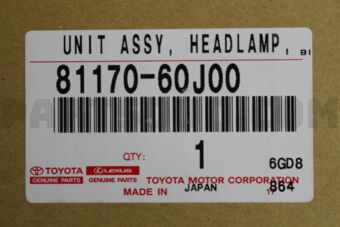 UNIT ASSY, HEADLAMP, BI
81170-60J00
QTY: 1 6GD8
TOYOTA LEXUS
GENUINE PARTS GENUINE PARTS TOYOTA MOTOR CORPORATION
MADE IN JAPAN 864